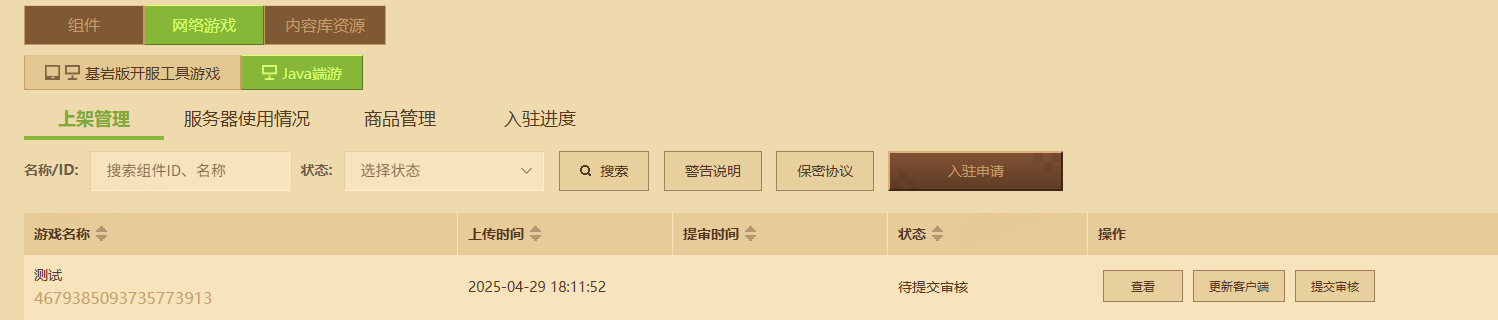 组件 网络游戏 内容库资源
基岩版开服工具游戏 Java端游
上架管理 服务器使用情况 商品管理 入驻进度
名称/ID: 搜索组件ID、名称 状态: 选择状态 搜索 警告说明 保密协议 入驻申请
游戏名称 上传时间 提审时间 状态 操作
测试
4679385093735773913
2025-04-29 18:11:52 待提交审核 查看 更新客户端 提交审核